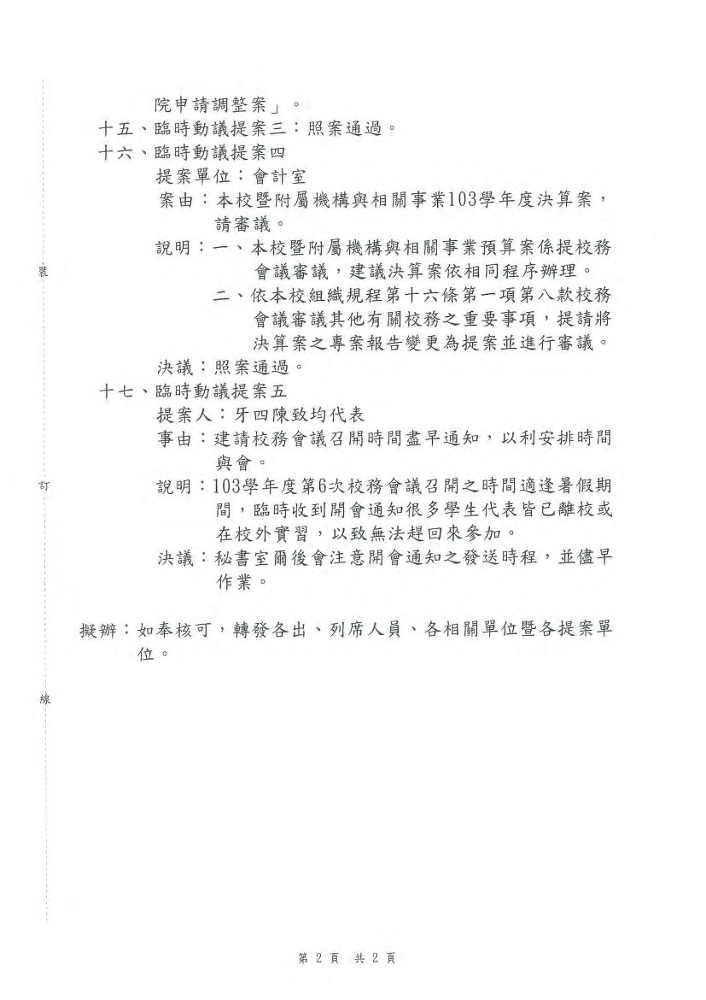 院申請調整案」。
十五、臨時動議提案三：照案通過。
十六、臨時動議提案四
提案單位：會計室
案由：本校暨附屬機構與相關事業103學年度決算案，
請審議。
說明：一、本校暨附屬機構與相關事業預算案係提校務
會議審議，建議決算案依相同程序辦理。
二、依本校組織規程第十六條第一項第八款校務
會議審議其他有關校務之重要事項，提請將
決算案之專案報告變更為提案並進行審議。
決議：照案通過。
十七、臨時動議提案五
提案人：牙四陳致均代表
事由：建請校務會議召開時間盡早通知，以利安排時間
與會。
說明：103學年度第6次校務會議召開之時間適逢暑假期
間，臨時收到開會通知很多學生代表皆已離校或
在校外實習，以致無法趕回來參加。
決議：秘書室爾後會注意開會通知之發送時程，並儘早
作業。
擬辦：如奉核可，轉發各出、列席人員、各相關單位暨各提案單
位。
裝
訂
線
第 2 頁 共 2 頁